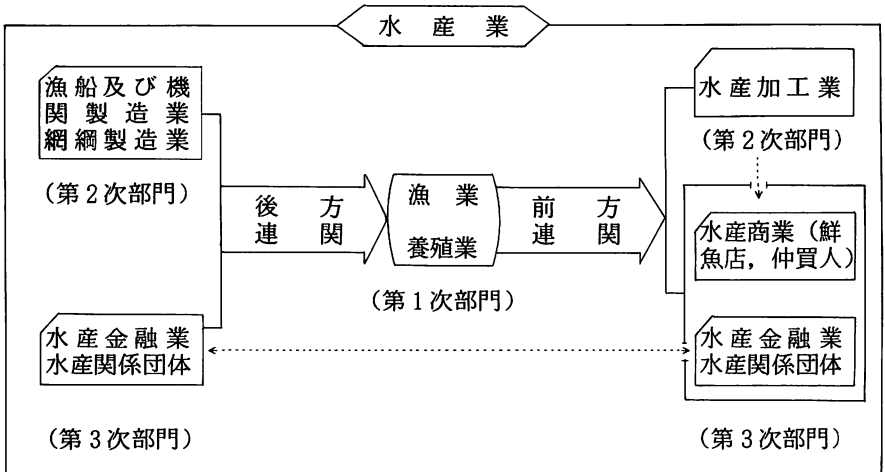 水産業
漁船及び機
関製造業
網綱製造業
(第2次部門)
水産金融業
水産関係団体
(第3次部門)
後方
連関
漁業
養殖業
(第1次部門)
前方
連関
水産加工業
(第2次部門)
水産商業(鮮
魚店,仲買人)
水産金融業
水産関係団体
(第3次部門)